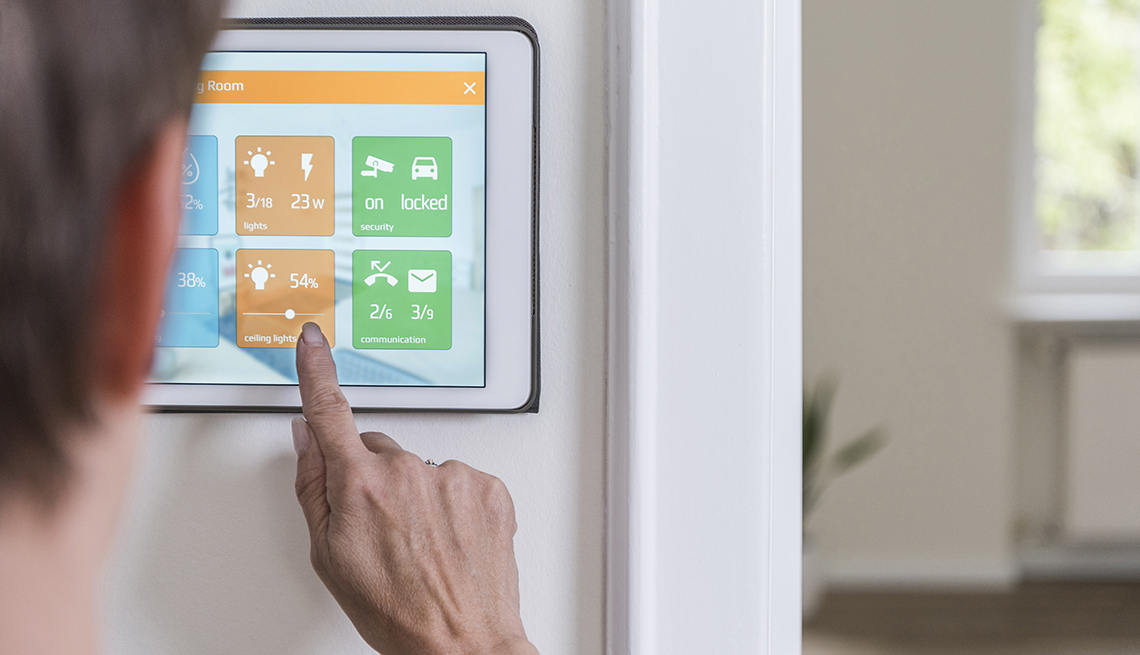 Room
3/18 23 W
lights
on locked
security
38%
54%
ceiling lights
2/6 3/9
communication